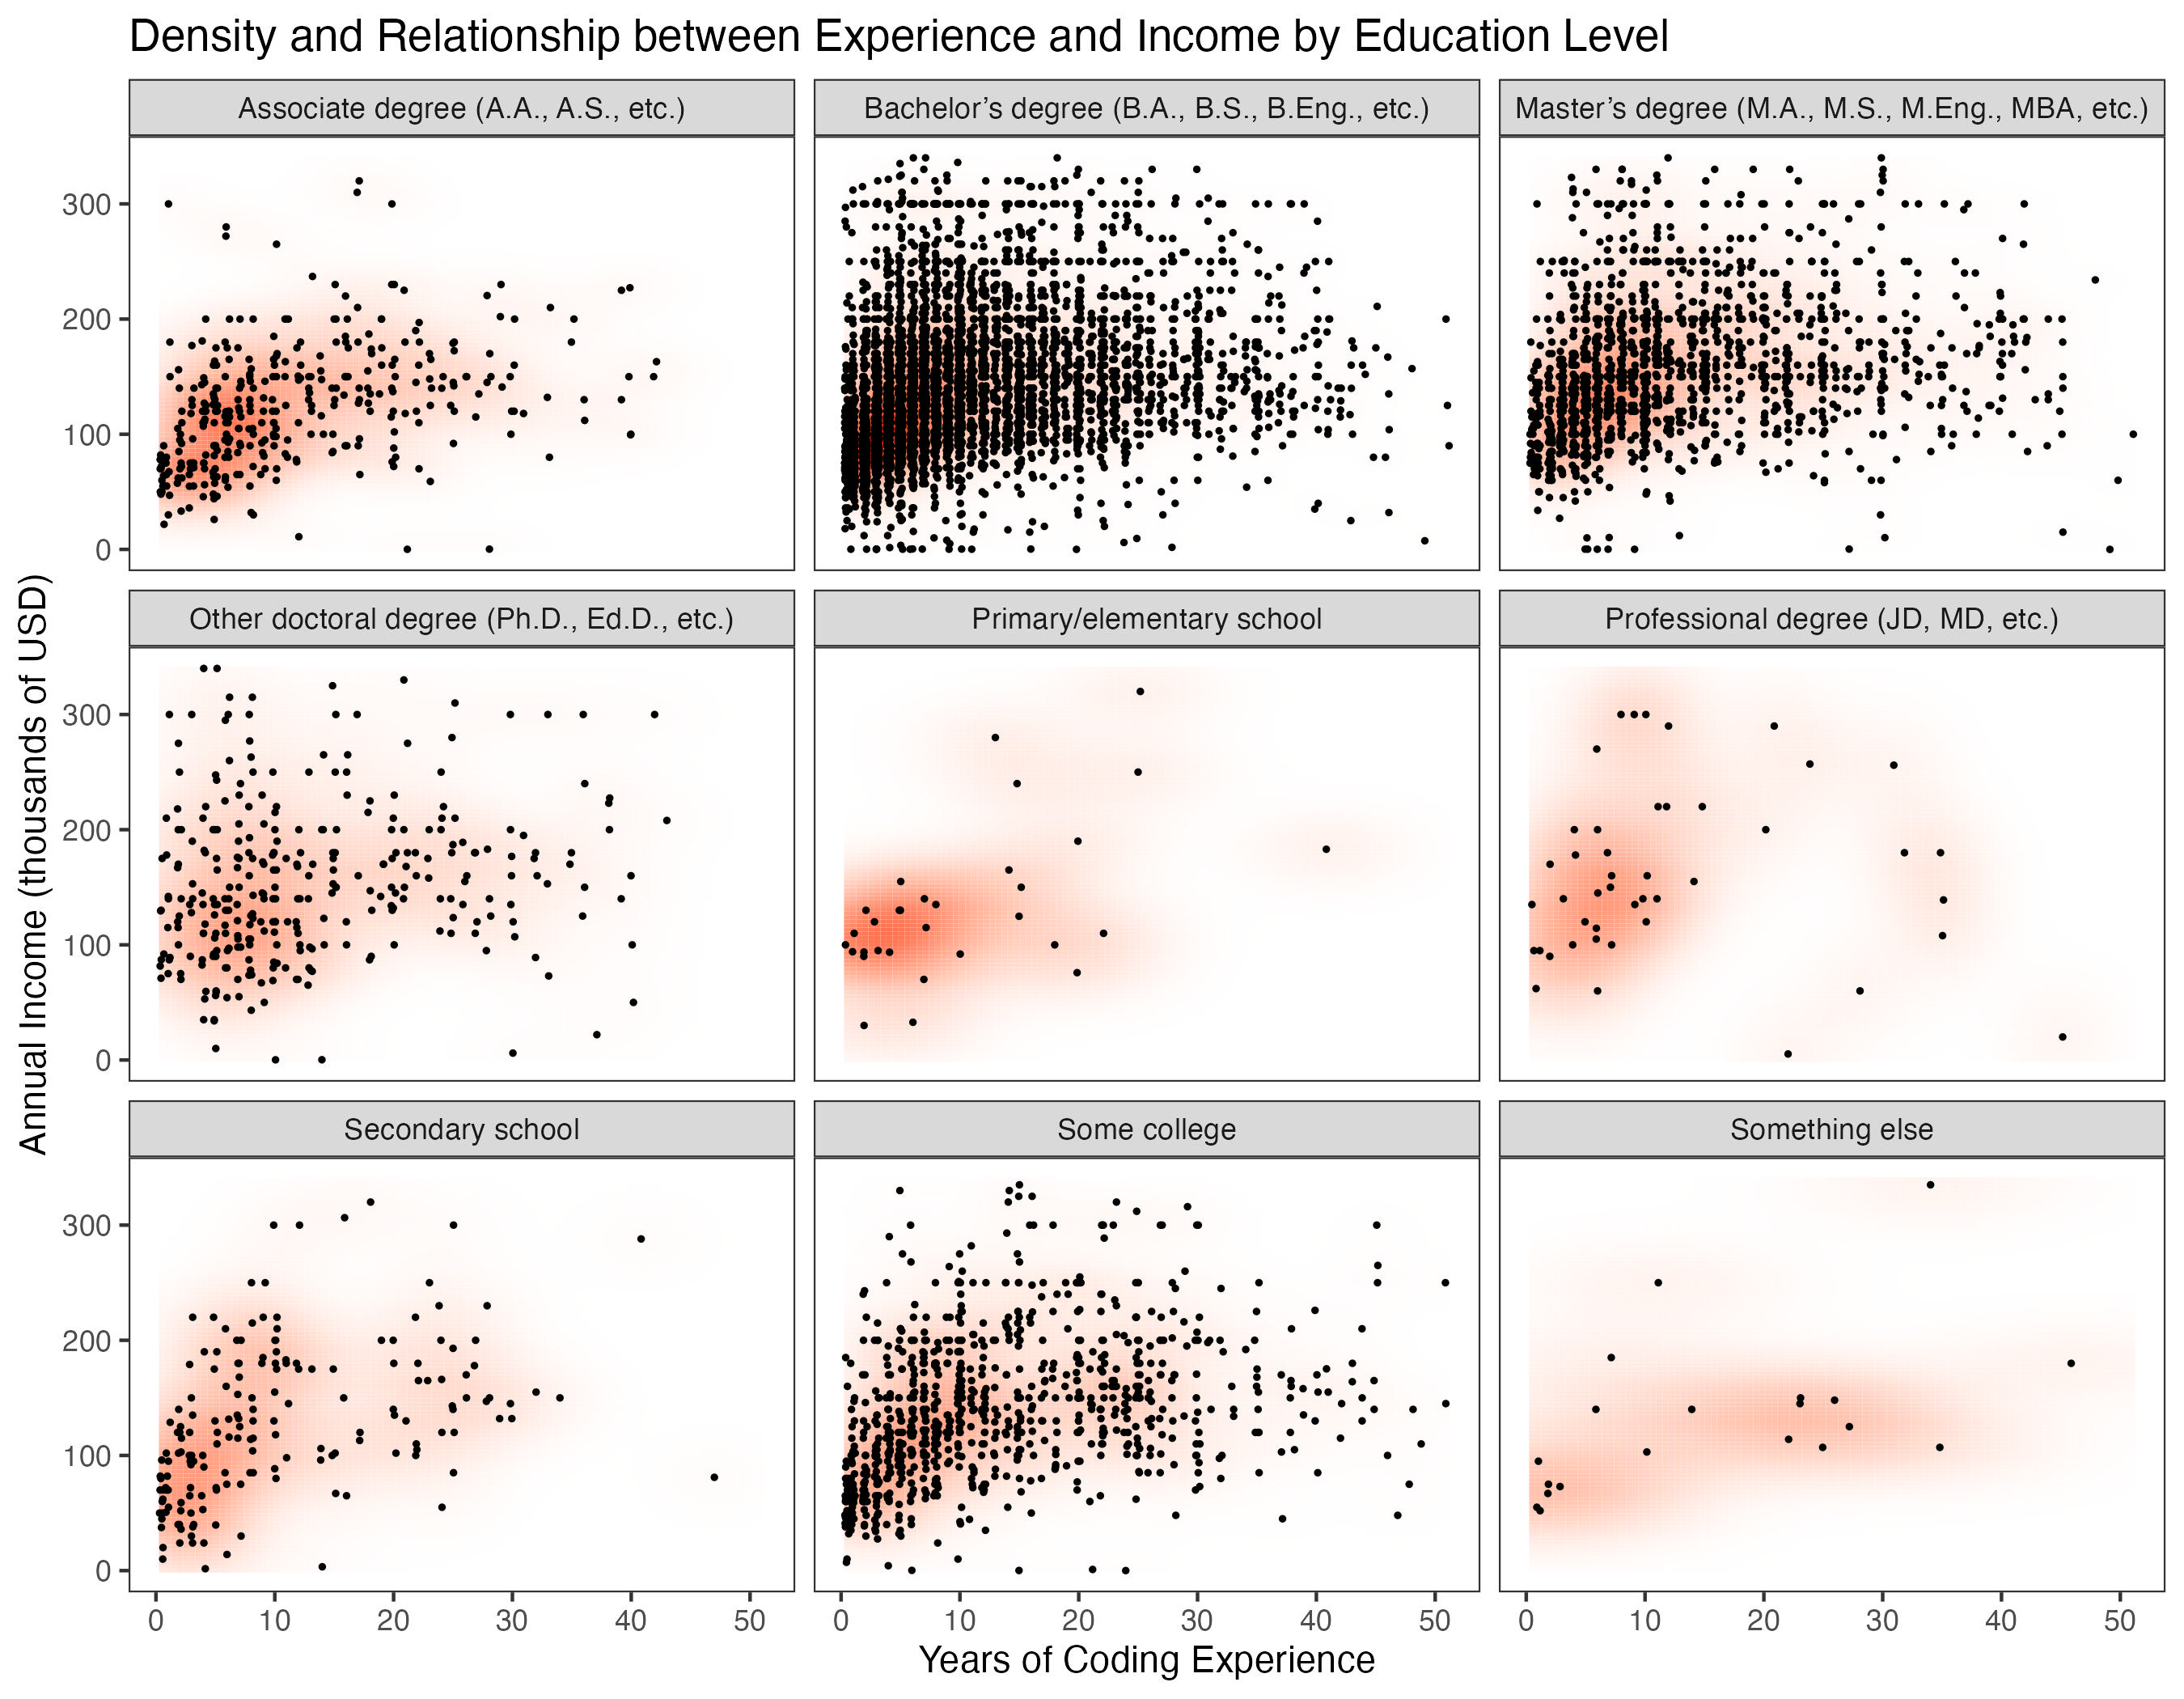 Density and Relationship between Experience and Income by Education Level
Associate degree (A.A., A.S., etc.)
Bachelor’s degree (B.A., B.S., B.Eng., etc.)
Master’s degree (M.A., M.S., M.Eng., MBA, etc.)
300
200
100
0
Other doctoral degree (Ph.D., Ed.D., etc.)
Primary/elementary school
Professional degree (JD, MD, etc.)
300
200
100
0
Annual Income (thousands of USD)
Secondary school
Some college
Something else
300
200
100
0
0 10 20 30 40 50
0 10 20 30 40 50
0 10 20 30 40 50
Years of Coding Experience